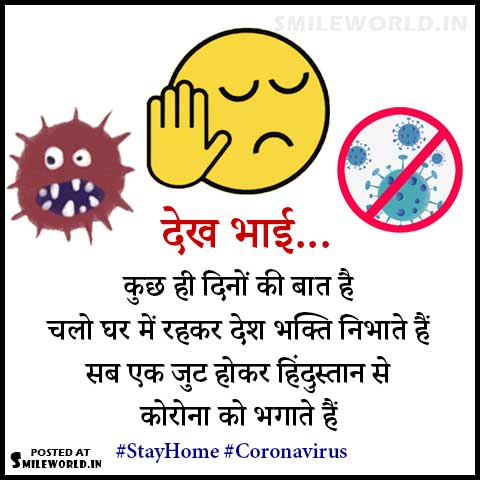 SMILEWORLD.IN
देख भाई...
कुछ ही दिनों की बात है
चलो घर में रहकर देश भक्ति निभाते हैं
सब एक जुट होकर हिंदुस्तान से
कोरोना को भगाते हैं
#StayHome #Coronavirus
POSTED AT
SMILEWORLD.IN